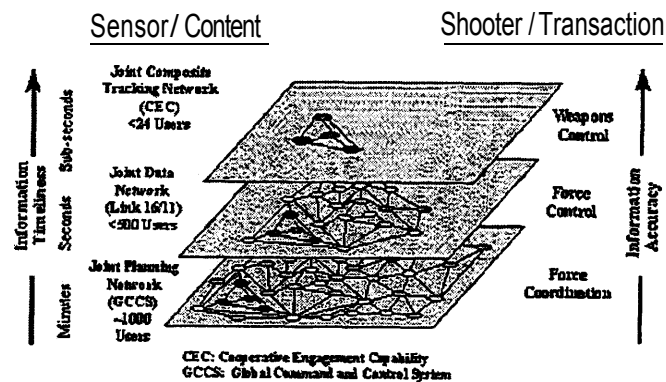 Sensor / Content
Shooter / Transaction
Information
Timeliness
Sub-seconds
Seconds
Minutes
Joint Composite
Tracking Network
(CEC)
<24 Users
Joint Data
Network
(Link 16/11)
<500 Users
Joint Planning
Network
(GCCS)
~1000
Users
Weapons
Control
Force
Control
Force
Coordination
Information
Accuracy
CEC: Cooperative Engagement Capability
GCCS: Global Command and Control System